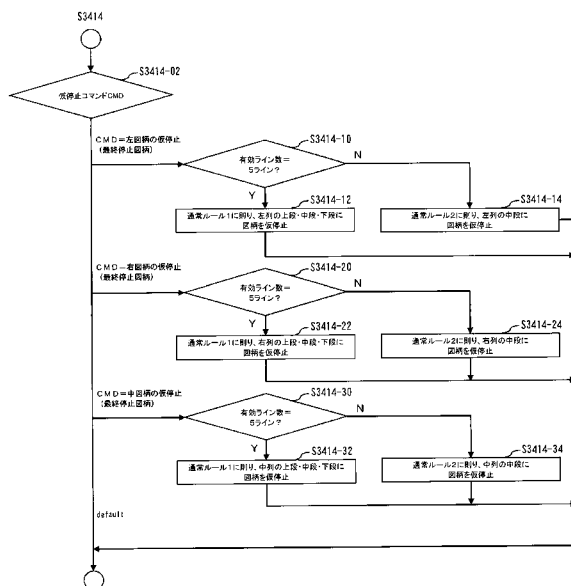 S3414
S3414-02
仮停止コマンドCMD
CMD=左図柄の仮停止
(最終停止図柄)
S3414-10
有効ライン数=
5ライン?
N
Y
S3414-12
通常ルール1に則り、左列の上段・中段・下段に
図柄を仮停止
S3414-14
通常ルール2に則り、左列の中段に
図柄を仮停止
CMD=右図柄の仮停止
(最終停止図柄)
S3414-20
有効ライン数=
5ライン?
N
Y
S3414-22
通常ルール1に則り、右列の上段・中段・下段に
図柄を仮停止
S3414-24
通常ルール2に則り、右列の中段に
図柄を仮停止
CMD=中図柄の仮停止
(最終停止図柄)
S3414-30
有効ライン数=
5ライン?
N
Y
S3414-32
通常ルール1に則り、中列の上段・中段・下段に
図柄を仮停止
S3414-34
通常ルール2に則り、中列の中段に
図柄を仮停止
default